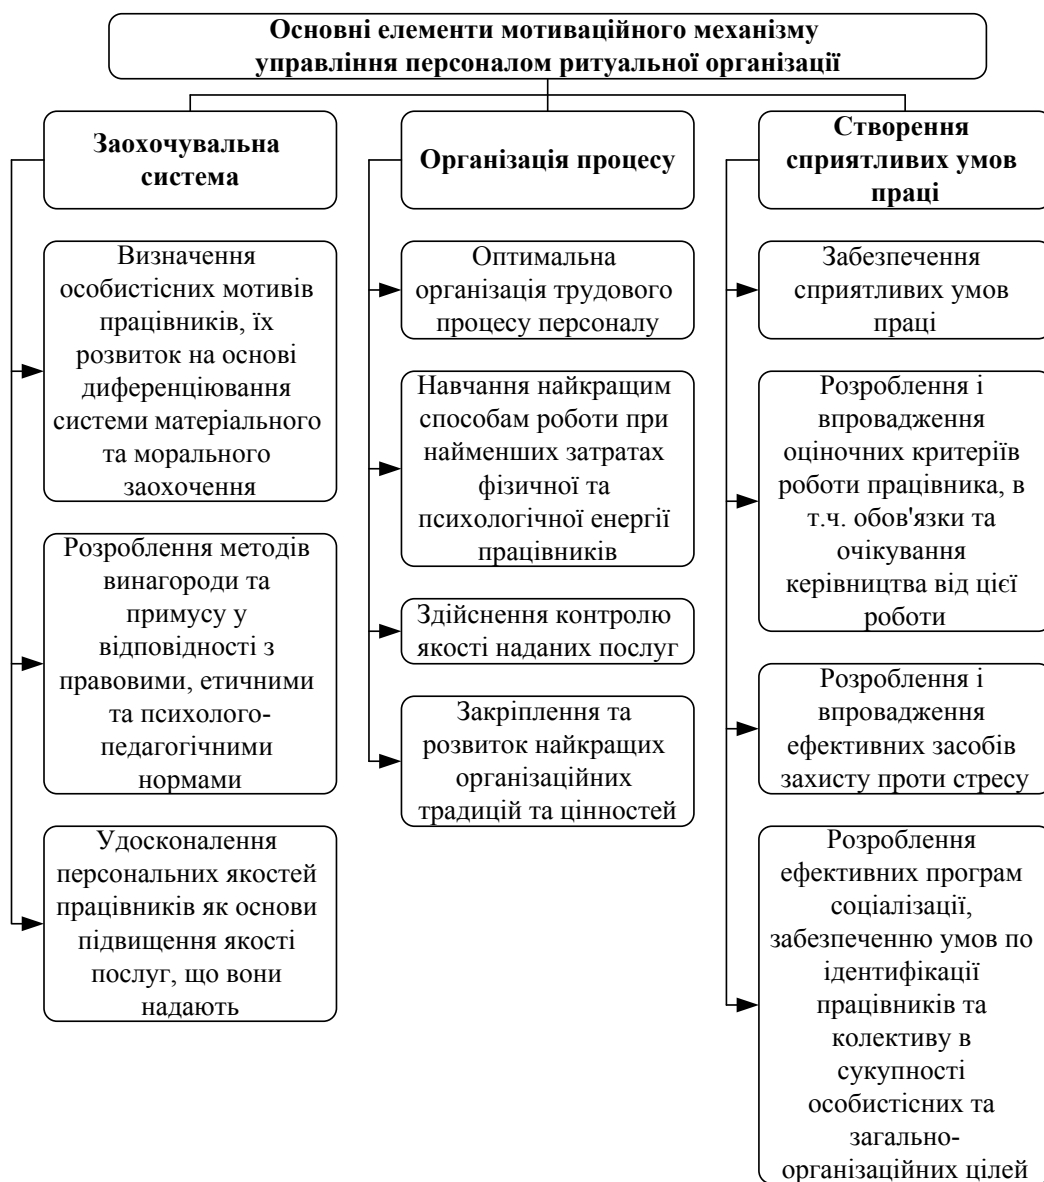 Основні елементи мотиваційного механізму
управління персоналом ритуальної організації
Заохочувальна
система
Визначення
особистісних мотивів
працівників, їх
розвиток на основі
диференціювання
системи матеріального
та морального
заохочення
Розроблення методів
винагороди та
примусу у
відповідності з
правовими, етичними
та психолого-
педагогічними
нормами
Удосконалення
персональних якостей
працівників як основи
підвищення якості
послуг, що вони
надають
Організація процесу
Оптимальна
організація трудового
процесу персоналу
Навчання найкращим
способам роботи при
найменших затратах
фізичної та
психологічної енергії
працівників
Здійснення контролю
якості наданих послуг
Закріплення та
розвиток найкращих
організаційних
традицій та цінностей
Створення
сприятливих умов
праці
Забезпечення
сприятливих умов
праці
Розроблення і
впровадження
оціночних критеріїв
роботи працівника, в
т.ч. обов'язки та
очікування
керівництва від цієї
роботи
Розроблення і
впровадження
ефективних засобів
захисту проти стресу
Розроблення
ефективних програм
соціалізації,
забезпеченню умов по
ідентифікації
працівників та
колективу в
сукупності
особистісних та
загально-
організаційних цілей